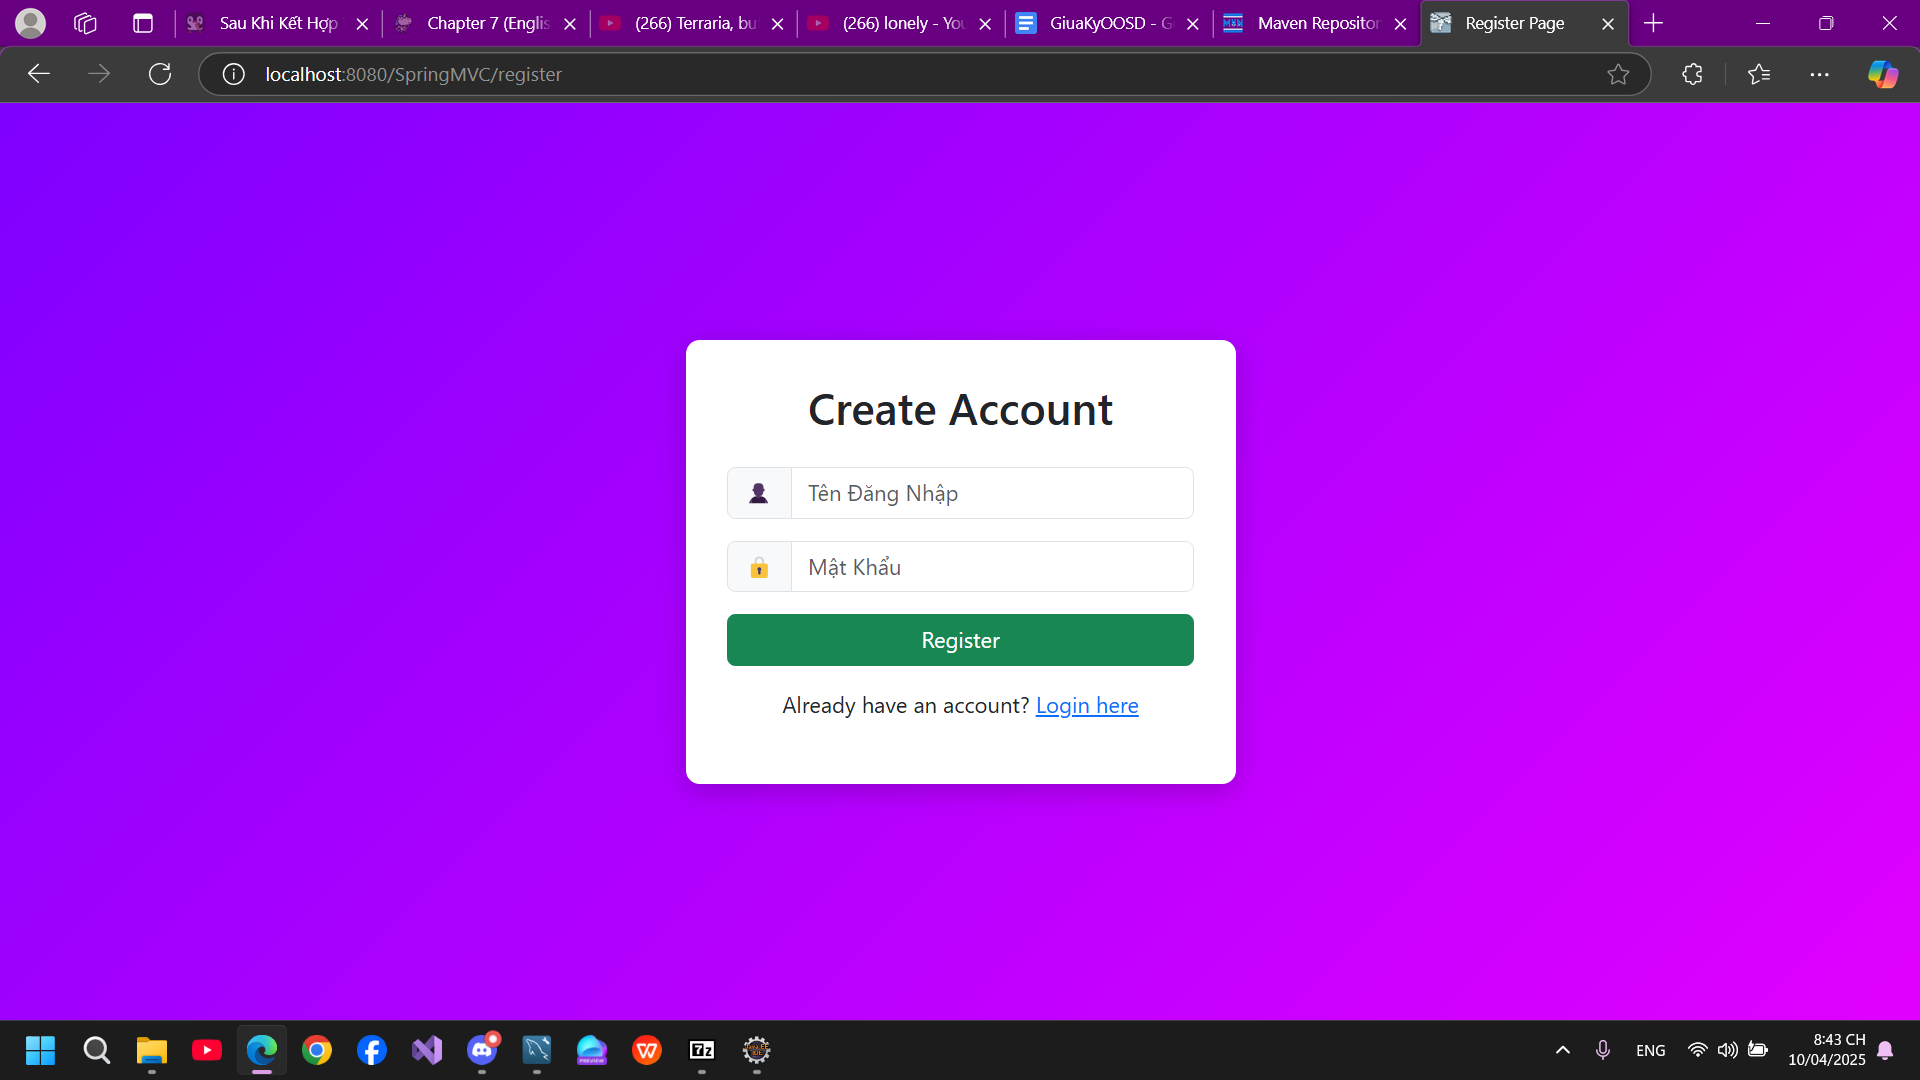 Sau Khi Kết Hợp
Chapter 7 (Englis
(266) Terraria, bu
(266) lonely - You
GiuaKyOOSD - G
Maven Repositor
Register Page
localhost:8080/SpringMVC/register
Create Account
Tên Đăng Nhập
Mật Khẩu
Register
Already have an account? Login here
PREVIEW
7z
ENG
8:43 CH
10/04/2025